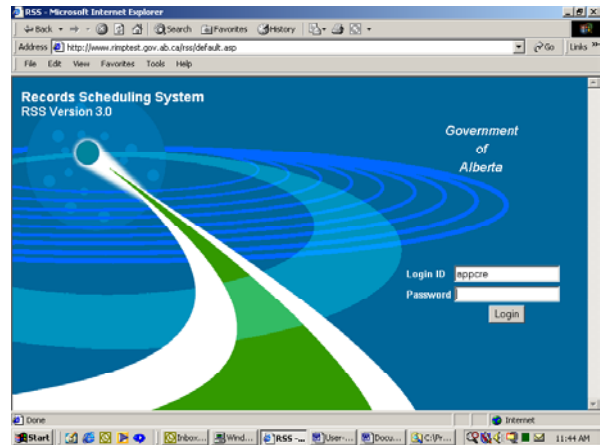 RSS - Microsoft Internet Explorer
Back Search Favorites History
Address http://www.rimptest.gov.ab.ca/rss/default.asp Go Links »
File Edit View Favorites Tools Help
Records Scheduling System
RSS Version 3.0
Government
of
Alberta
Login ID appcre
Password
Login
Done Internet
Start Inbox... Wind... RSS -... User-... Docu... C:\Pr... 11:44 AM